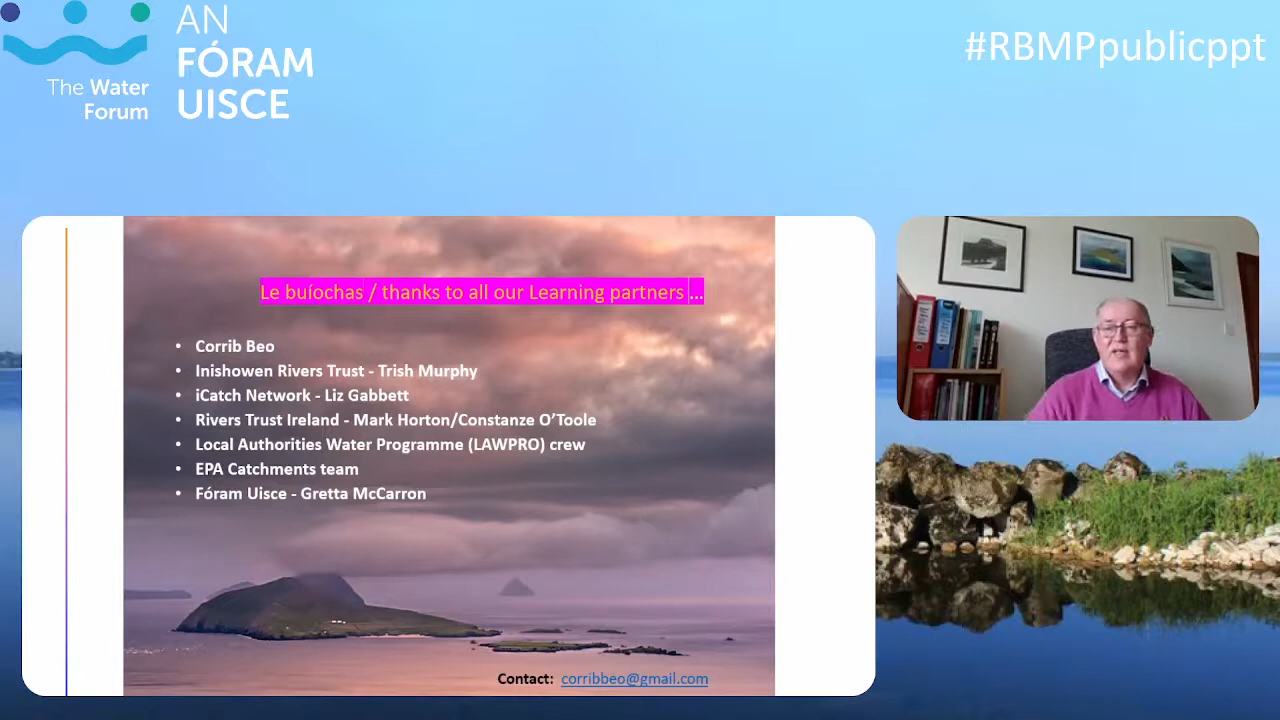 AN
FÓRAM
UISCE
The Water
Forum
#RBMPpublicppt
Le buíochas / thanks to all our Learning partners ...
• Corrib Beo
• Inishowen Rivers Trust - Trish Murphy
• iCatch Network - Liz Gabbett
• Rivers Trust Ireland - Mark Horton/Constanze O’Toole
• Local Authorities Water Programme (LAWPRO) crew
• EPA Catchments team
• Fóram Uisce - Gretta McCarron
Contact: corribbeo@gmail.com